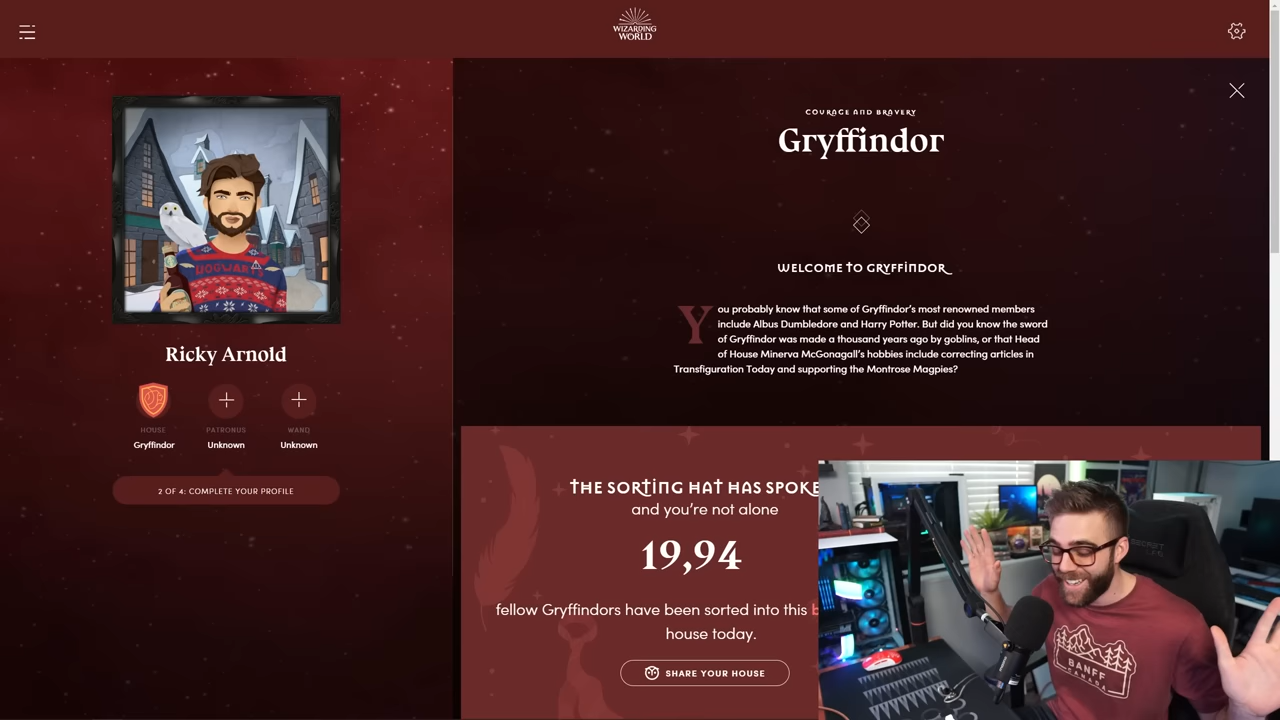 WIZARDING
WORLD
COURAGE AND BRAVERY
Gryffindor
WELCOME TO GRYFFINDOR
You probably know that some of Gryffindor's most renowned members
include Albus Dumbledore and Harry Potter. But did you know the sword
of Gryffindor was made a thousand years ago by goblins, or that Head
of House Minerva McGonagall's hobbies include correcting articles in
Transfiguration Today and supporting the Montrose Magpies?
HOGWARTS
Ricky Arnold
HOUSE
PATRONUS
WAND
Gryffindor
Unknown
Unknown
2 OF 4: COMPLETE YOUR PROFILE
THE SORTING HAT HAS SPOKE
and you're not alone
19,94
fellow Gryffindors have been sorted into this
house today.
SHARE YOUR HOUSE
BANFF
CANADA